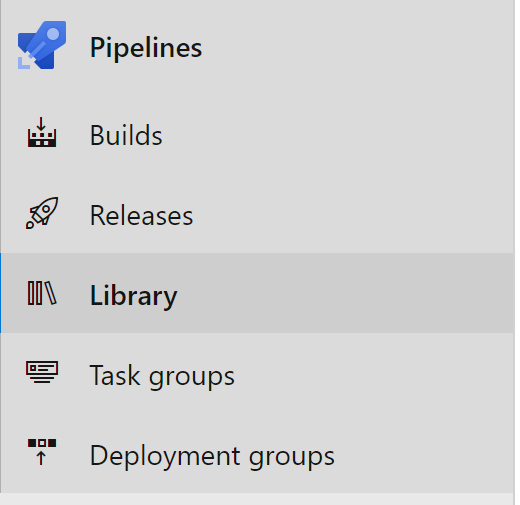 Pipelines
Builds
Releases
Library
Task groups
Deployment groups